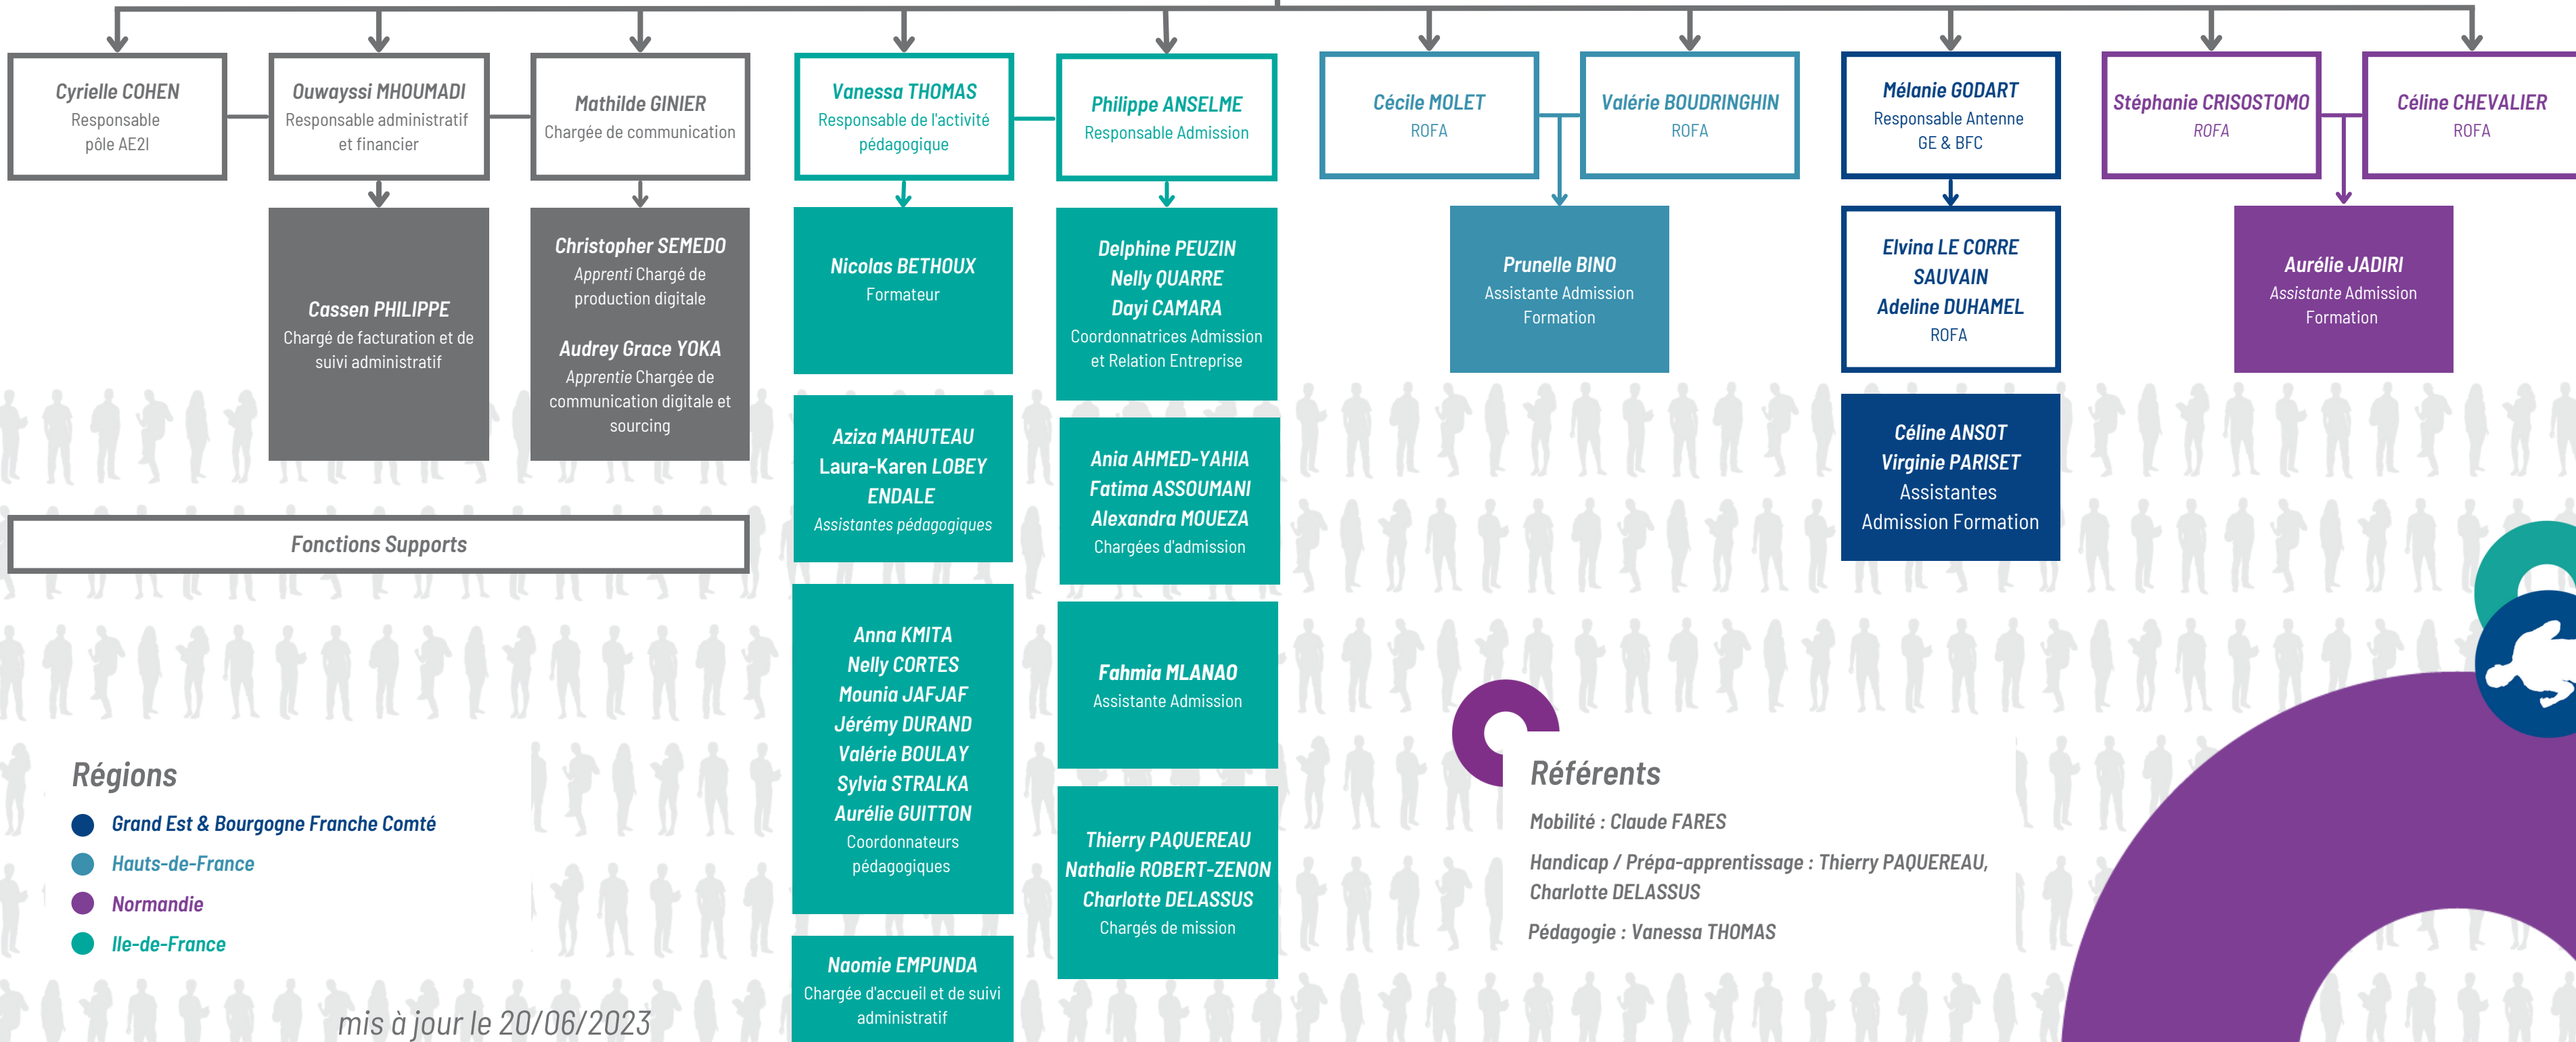 Cyrielle COHEN
Responsable
pôle AE2I
Ouwayssi MHOUMADI
Responsable administratif
et financier
Mathilde GINIER
Chargée de communication
Vanessa THOMAS
Responsable de l'activité
pédagogique
Philippe ANSELME
Responsable Admission
Cécile MOLET
ROFA
Valérie BOUDRINGHIN
ROFA
Mélanie GODART
Responsable Antenne
GE & BFC
Stéphanie CRISOSTOMO
ROFA
Céline CHEVALIER
ROFA
Cassen PHILIPPE
Chargé de facturation et de
suivi administratif
Christopher SEMEDO
Apprenti Chargé de
production digitale
Audrey Grace YOKA
Apprentie Chargée de
communication digitale et
sourcing
Nicolas BETHOUX
Formateur
Delphine PEUZIN
Nelly QUARRE
Dayi CAMARA
Coordonnatrices Admission
et Relation Entreprise
Prunelle BINO
Assistante Admission
Formation
Elvina LE CORRE
SAUVAIN
Adeline DUHAMEL
ROFA
Aurélie JADIRI
Assistante Admission
Formation
Aziza MAHUTEAU
Laura-Karen LOBEY
ENDALE
Assistantes pédagogiques
Ania AHMED-YAHIA
Fatima ASSOUMANI
Alexandra MOUEZA
Chargées d'admission
Céline ANSOT
Virginie PARISET
Assistantes
Admission Formation
Fonctions Supports
Anna KMITA
Nelly CORTES
Mounia JAFJAF
Jérémy DURAND
Valérie BOULAY
Sylvia STRALKA
Aurélie GUITTON
Coordonnateurs
pédagogiques
Fahmia MLANAO
Assistante Admission
Thierry PAQUEREAU
Nathalie ROBERT-ZENON
Charlotte DELASSUS
Chargés de mission
Naomie EMPUNDA
Chargée d'accueil et de suivi
administratif
Régions
Grand Est & Bourgogne Franche Comté
Hauts-de-France
Normandie
Ile-de-France
Référents
Mobilité : Claude FARES
Handicap / Prépa-apprentissage : Thierry PAQUEREAU,
Charlotte DELASSUS
Pédagogie : Vanessa THOMAS
mis à jour le 20/06/2023